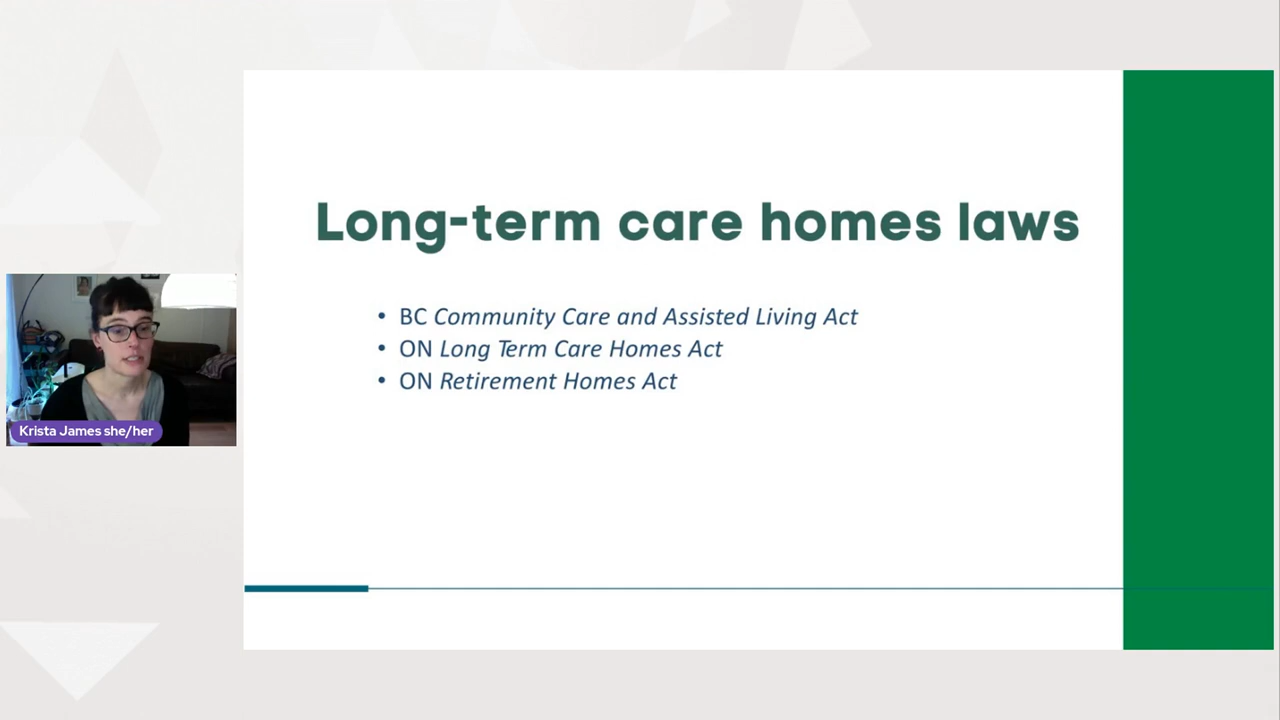 Long-term care homes laws
• BC Community Care and Assisted Living Act
• ON Long Term Care Homes Act
• ON Retirement Homes Act
Krista James she/her